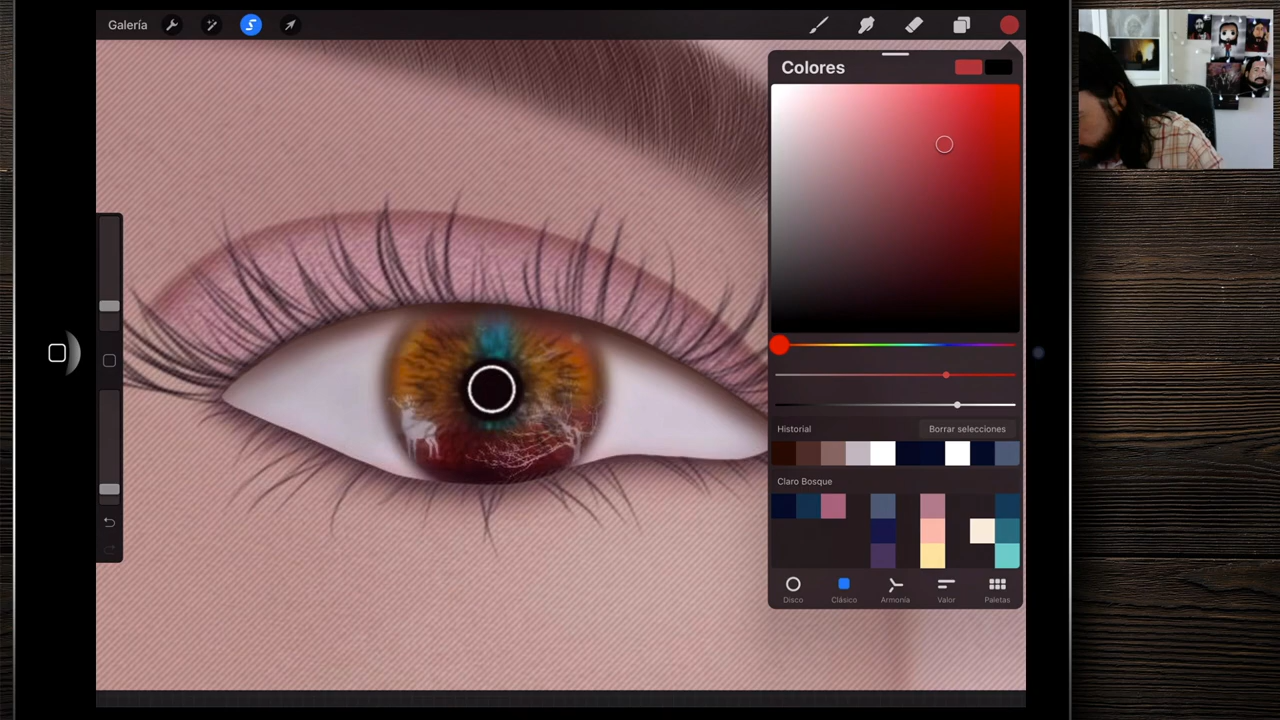 Galería
Colores
Historial
Borrar selecciones
Claro Bosque
Disco
Clásico
Armonía
Valor
Paletas